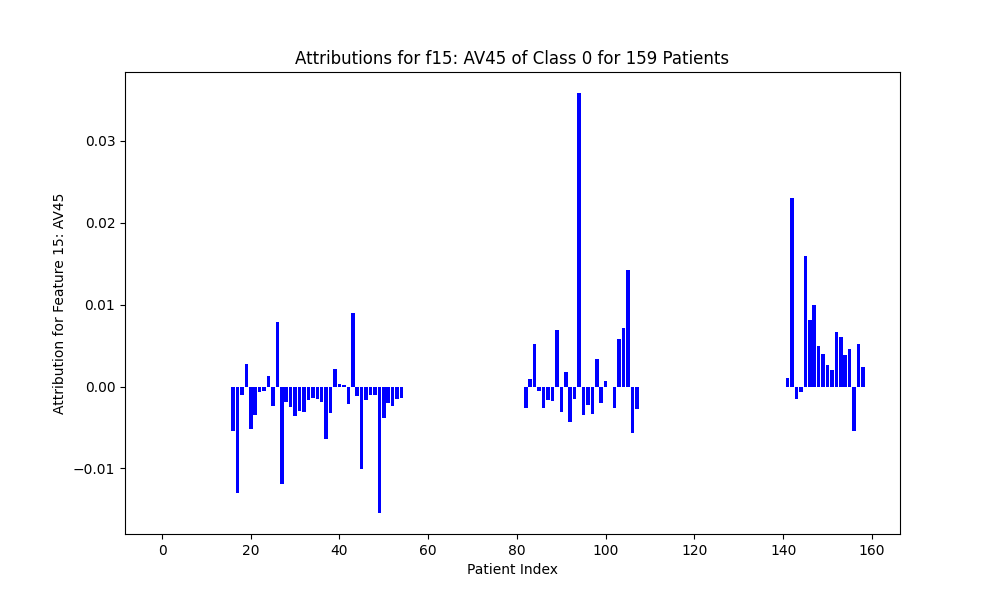 Attributions for f15: AV45 of Class 0 for 159 Patients
Attribution for Feature 15: AV45
0.03
0.02
0.01
0.00
−0.01
0 20 40 60 80 100 120 140 160
Patient Index